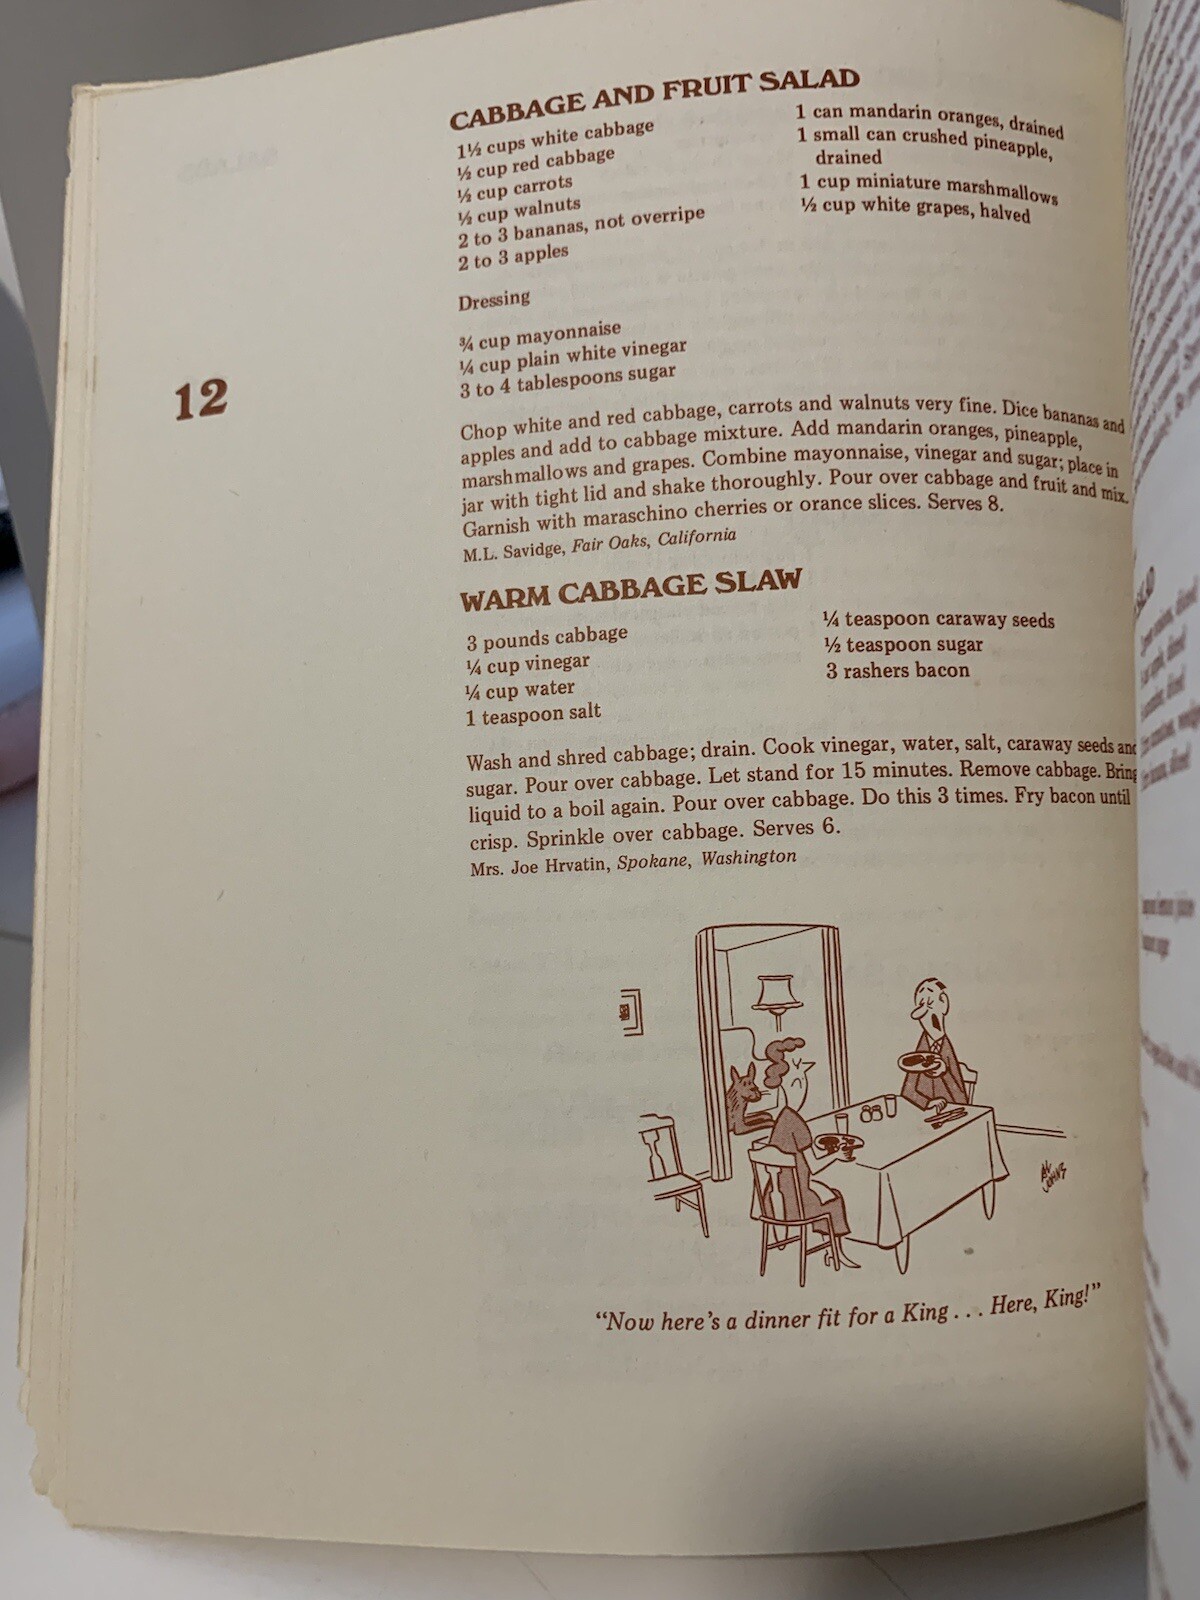 CABBAGE AND FRUIT SALAD
1½ cups white cabbage
½ cup red cabbage
½ cup carrots
½ cup walnuts
2 to 3 bananas, not overripe
2 to 3 apples
1 can mandarin oranges, drained
1 small can crushed pineapple,
drained
1 cup miniature marshmallows
½ cup white grapes, halved
Dressing
¾ cup mayonnaise
¼ cup plain white vinegar
3 to 4 tablespoons sugar
12
Chop white and red cabbage, carrots and walnuts very fine. Dice bananas and
apples and add to cabbage mixture. Add mandarin oranges, pineapple,
marshmallows and grapes. Combine mayonnaise, vinegar and sugar; place in
jar with tight lid and shake thoroughly. Pour over cabbage and fruit and mix.
Garnish with maraschino cherries or orance slices. Serves 8.
M.L. Savidge, Fair Oaks, California
WARM CABBAGE SLAW
3 pounds cabbage
¼ cup vinegar
¼ cup water
1 teaspoon salt
¼ teaspoon caraway seeds
½ teaspoon sugar
3 rashers bacon
Wash and shred cabbage; drain. Cook vinegar, water, salt, caraway seeds and
sugar. Pour over cabbage. Let stand for 15 minutes. Remove cabbage. Bring
liquid to a boil again. Pour over cabbage. Do this 3 times. Fry bacon until
crisp. Sprinkle over cabbage. Serves 6.
Mrs. Joe Hrvatin, Spokane, Washington
AL
JOHNS
"Now here's a dinner fit for a King . . . Here, King!"